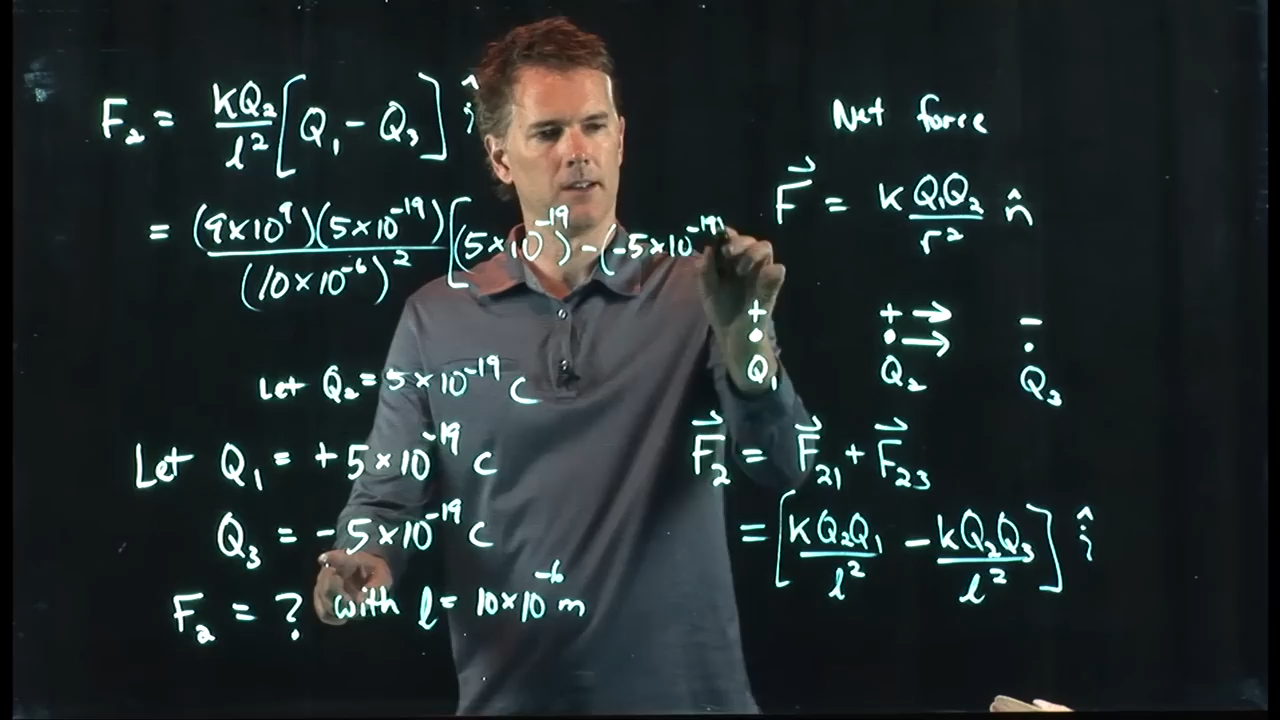 F₂ = kQ₂/l² [Q₁ - Q₃] î
= (9×10⁹)(5×10⁻¹⁹)/(10×10⁻⁶)² [(5×10⁻¹⁹) - (-5×10⁻¹⁹)
Let Q₂ = 5×10⁻¹⁹ C
Let Q₁ = +5×10⁻¹⁹ C
Q₃ = -5×10⁻¹⁹ C
F₂ = ? with l = 10×10⁻⁶ m
Net force
F⃗ = k Q₁Q₂/r² n̂
+ + → -
• • → •
Q₁ Q₂ Q₃
F⃗₂ = F⃗₂₁ + F⃗₂₃
= [kQ₂Q₁/l² - kQ₂Q₃/l²] î